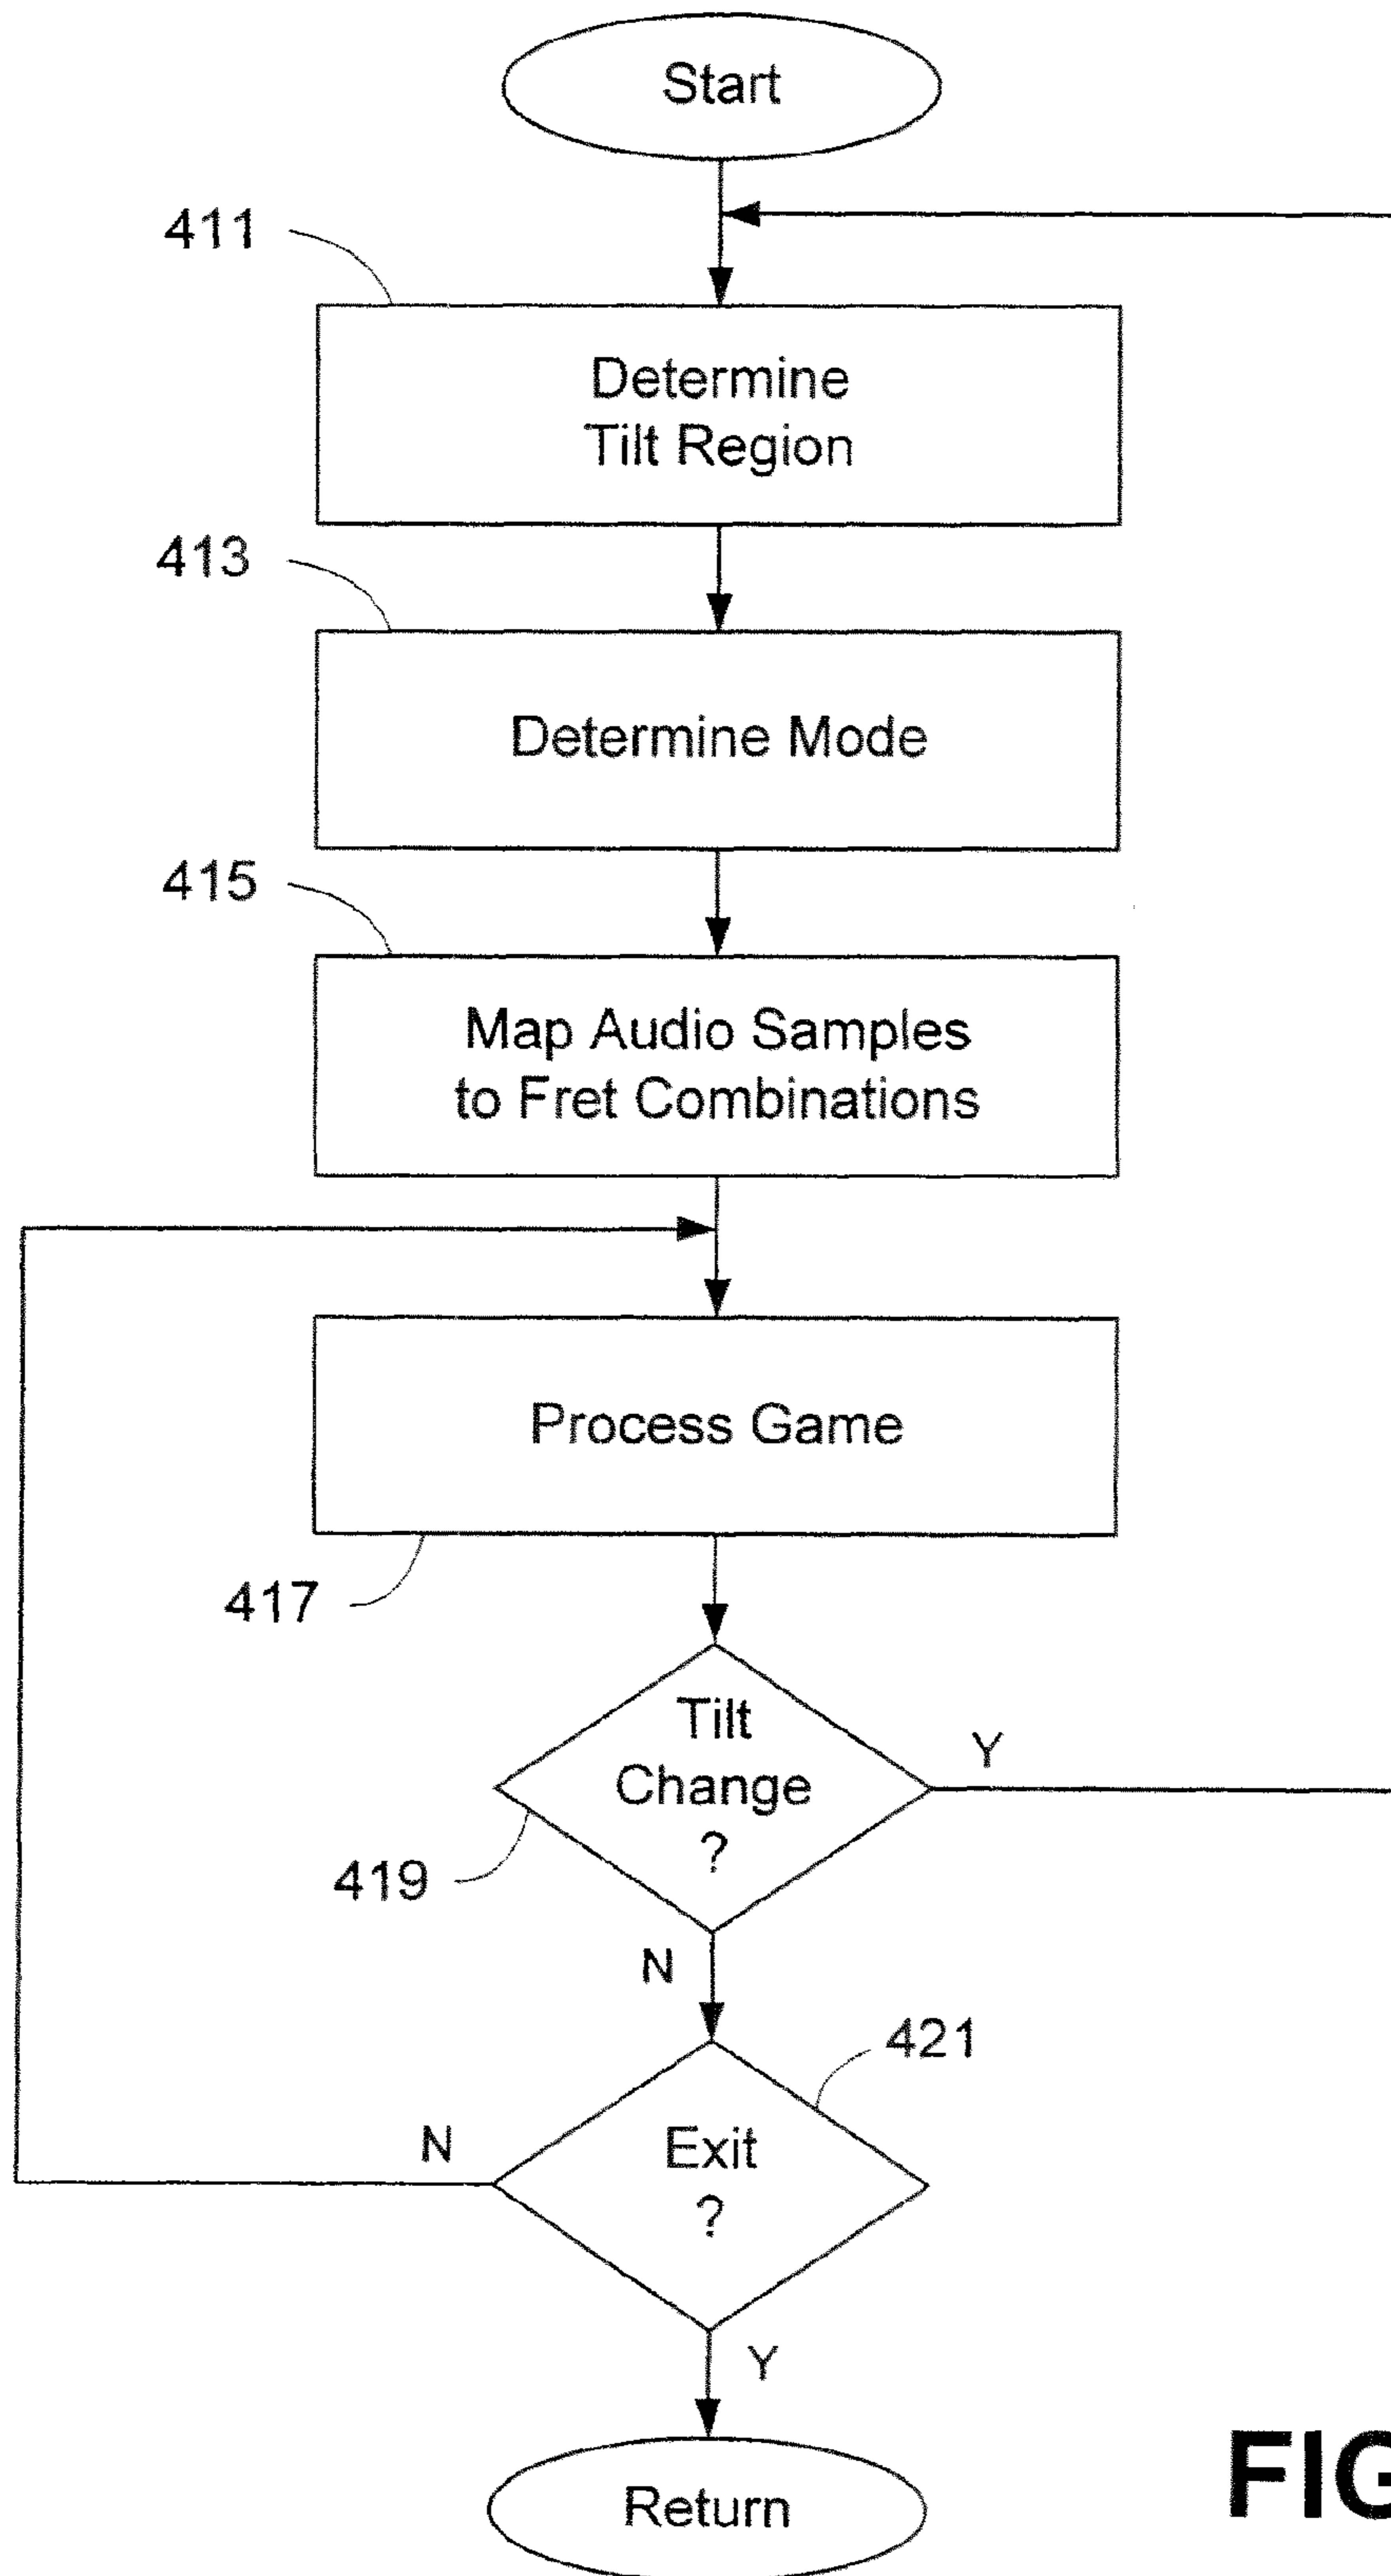 Start
411
Determine
Tilt Region
413
Determine Mode
415
Map Audio Samples
to Fret Combinations
Process Game
417
Tilt
Change
?
Y
419
N
421
Exit
?
N
Y
Return
FIG